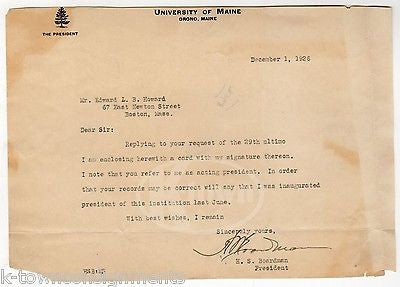 UNIVERSITY OF MAINE
ORONO, MAINE
THE PRESIDENT
December 1, 1926
Mr. Edward L. B. Howard
67 East Newton Street
Boston, Mass.
Dear Sir:
Replying to your request of the 29th ultimo
I am enclosing herewith a card with my signature thereon.
I note that you refer to me as acting president. In order
that your records may be correct will say that I was inaugurated
president of this institution last June.
With best wishes, I remain
Sincerely yours,
H. S. Boardman
H. S. Boardman
President
k-townconsignments